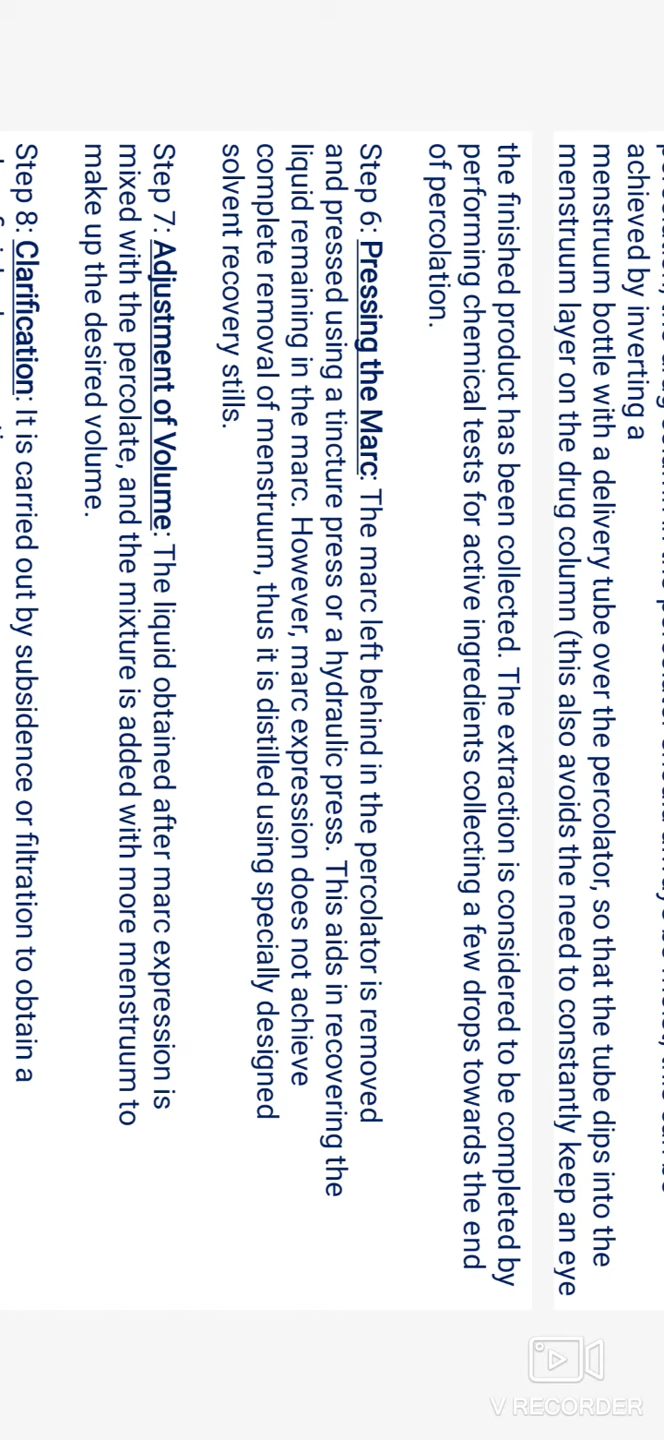 achieved by inverting a
menstruum bottle with a delivery tube over the percolator, so that the tube dips into the
menstruum layer on the drug column (this also avoids the need to constantly keep an eye
the finished product has been collected. The extraction is considered to be completed by
performing chemical tests for active ingredients collecting a few drops towards the end
of percolation.
Step 6: Pressing the Marc: The marc left behind in the percolator is removed
and pressed using a tincture press or a hydraulic press. This aids in recovering the
liquid remaining in the marc. However, marc expression does not achieve
complete removal of menstruum, thus it is distilled using specially designed
solvent recovery stills.
Step 7: Adjustment of Volume: The liquid obtained after marc expression is
mixed with the percolate, and the mixture is added with more menstruum to
make up the desired volume.
Step 8: Clarification: It is carried out by subsidence or filtration to obtain a
V RECORDER